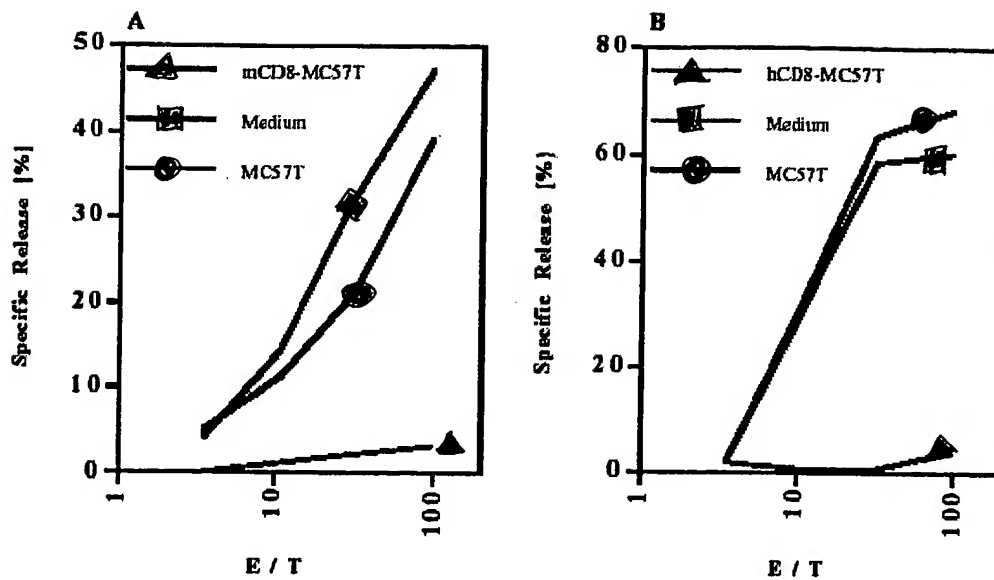 A
50
40
30
20
10
0
mCD8-MC57T
Medium
MC57T
Specific Release [%]
1
10
100
E / T
B
80
60
40
20
0
hCD8-MC57T
Medium
MC57T
Specific Release [%]
1
10
100
E / T